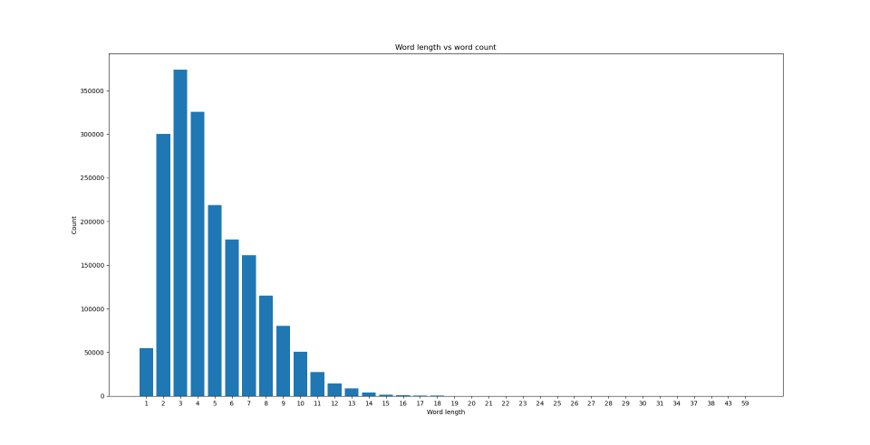 Word length vs word count
350000
300000
250000
200000
150000
100000
50000
0
Count
1 2 3 4 5 6 7 8 9 10 11 12 13 14 15 16 17 18 19 20 21 22 23 24 25 26 27 28 29 30 31 34 37 38 43 59
Word length